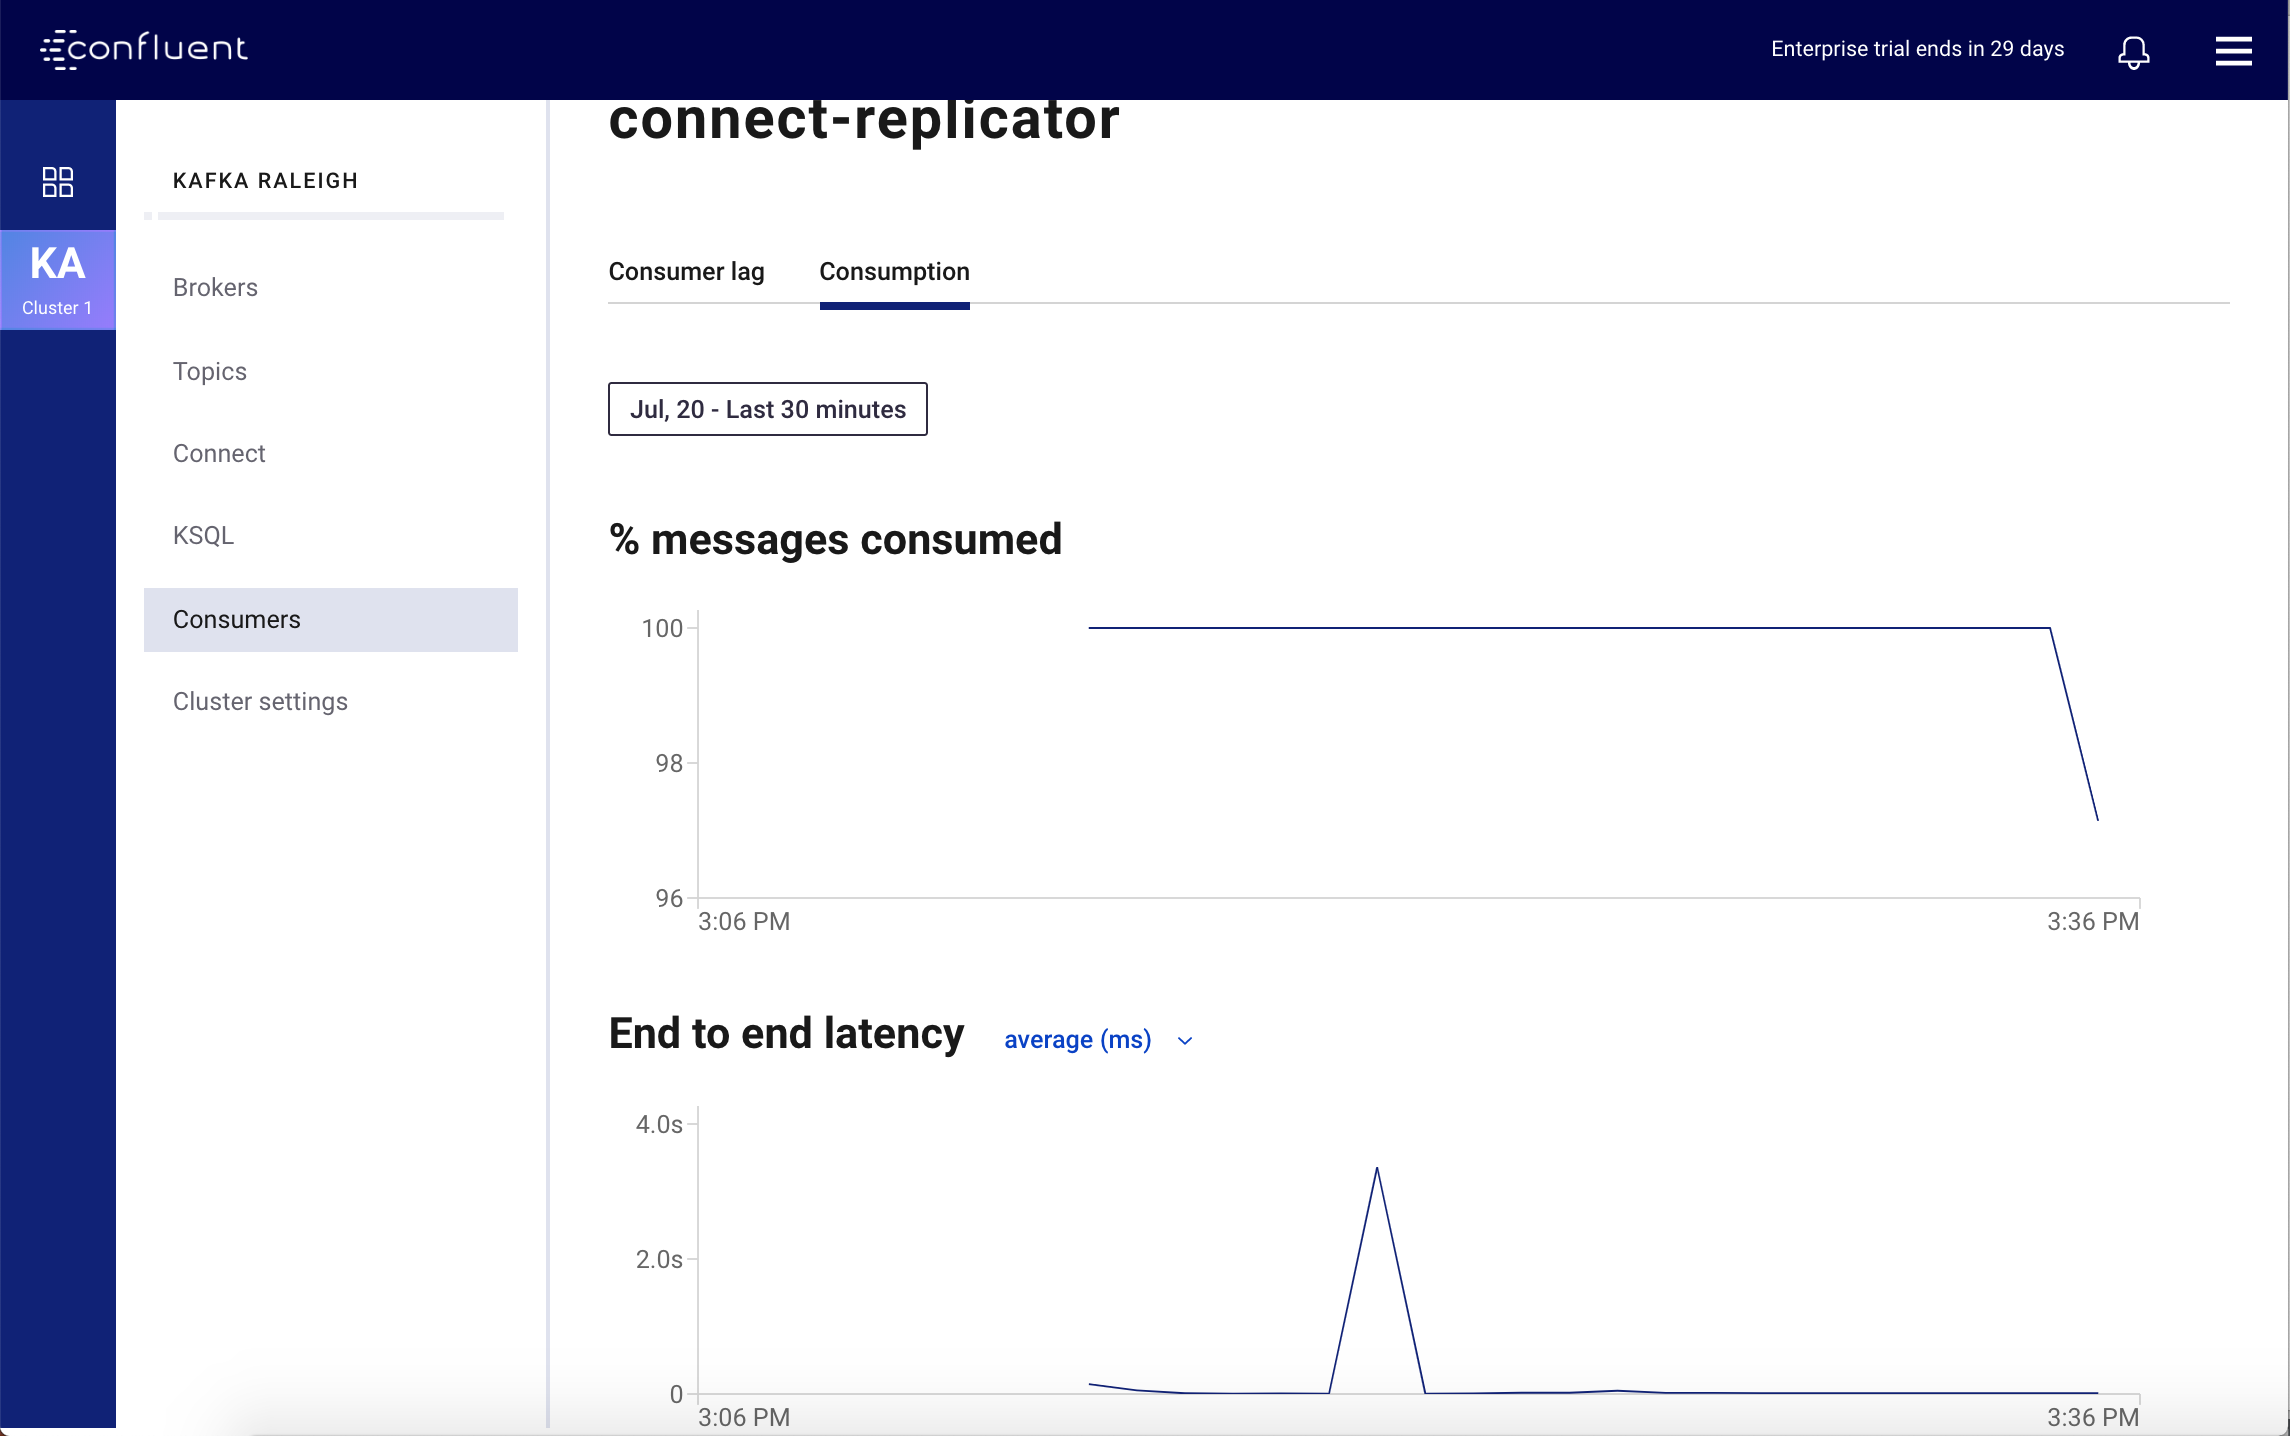 confluent
Enterprise trial ends in 29 days
KA
Cluster 1
KAFKA RALEIGH
Brokers
Topics
Connect
KSQL
Consumers
Cluster settings
connect-replicator
Consumer lag
Consumption
Jul, 20 - Last 30 minutes
% messages consumed
100
98
96
3:06 PM
3:36 PM
End to end latency
average (ms)
4.0s
2.0s
0
3:06 PM
3:36 PM